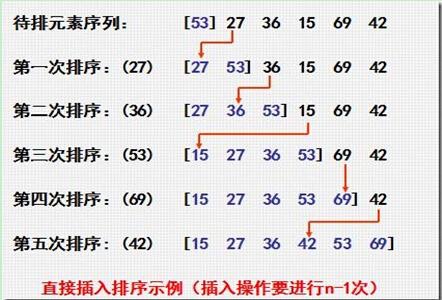 待排元素序列: [53] 27 36 15 69 42
第一次排序: (27) [27 53] 36 15 69 42
第二次排序: (36) [27 36 53] 15 69 42
第三次排序: (53) [15 27 36 53] 69 42
第四次排序: (69) [15 27 36 53 69] 42
第五次排序: (42) [15 27 36 42 53 69]
直接插入排序示例（插入操作要进行n-1次）